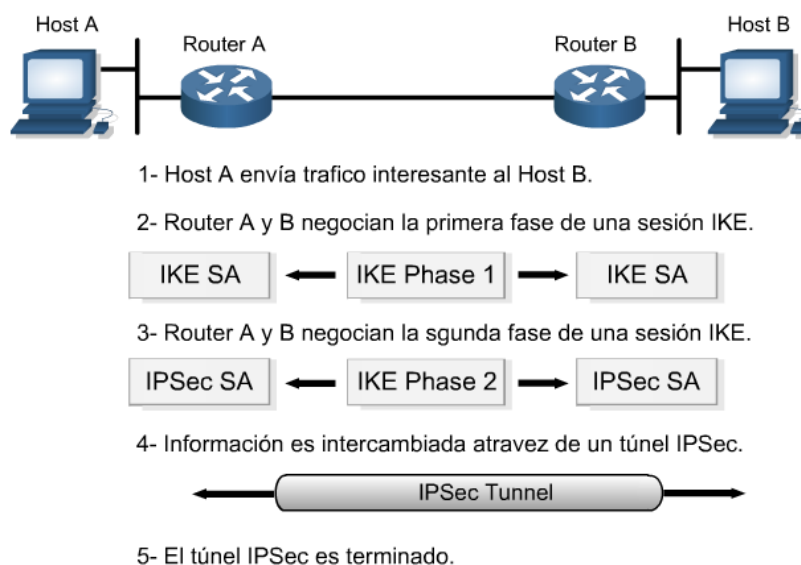 Host A
Router A
Router B
Host B
1- Host A envía trafico interesante al Host B.
2- Router A y B negocian la primera fase de una sesión IKE.
IKE SA
IKE Phase 1
IKE SA
3- Router A y B negocian la sgunda fase de una sesión IKE.
IPSec SA
IKE Phase 2
IPSec SA
4- Información es intercambiada atravez de un túnel IPSec.
IPSec Tunnel
5- El túnel IPSec es terminado.